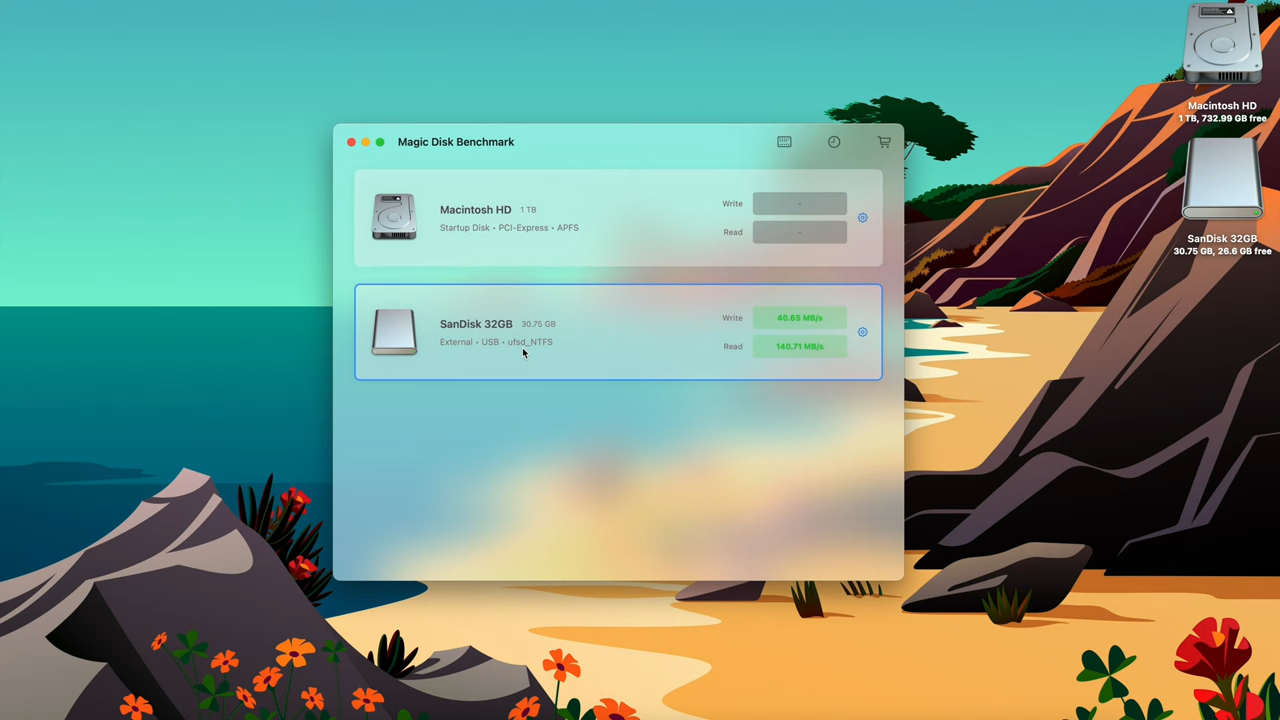 Magic Disk Benchmark
Macintosh HD 1 TB
Startup Disk • PCI-Express • APFS
Write -
Read -
SanDisk 32GB 30.75 GB
External • USB • ufsd_NTFS
Write 40.65 MB/s
Read 140.71 MB/s
Macintosh HD
1 TB, 732.99 GB free
SanDisk 32GB
30.75 GB, 26.6 GB free